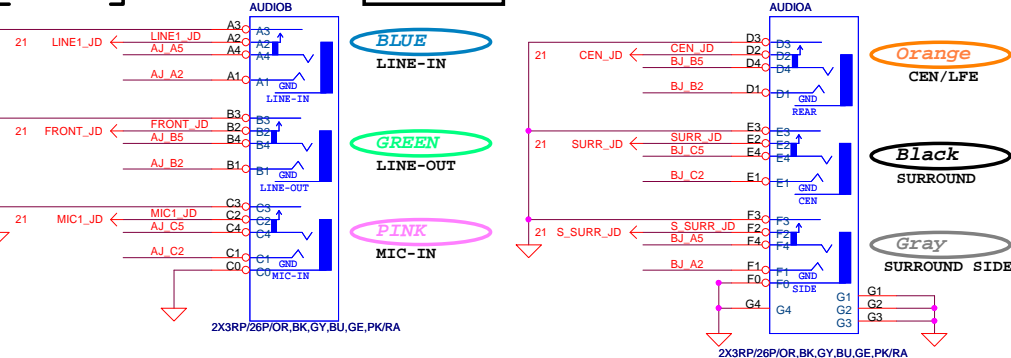 AUDIOB
A3 A3
21 LINE1_JD LINE1_JD A2 A2
AJ_A5 A4 A4
AJ_A2 A1 A1
GND
LINE-IN
BLUE
LINE-IN
B3 B3
21 FRONT_JD FRONT_JD B2 B2
AJ_B5 B4 B4
AJ_B2 B1 B1
GND
LINE-OUT
GREEN
LINE-OUT
C3 C3
21 MIC1_JD MIC1_JD C2 C2
AJ_C5 C4 C4
AJ_C2 C1 C1
GND
C0 C0 MIC-IN
PINK
MIC-IN
2X3RP/26P/OR,BK,GY,BU,GE,PK/RA
AUDIOA
D3 D3
21 CEN_JD CEN_JD D2 D2
BJ_B5 D4 D4
BJ_B2 D1 D1
GND
REAR
Orange
CEN/LFE
E3 E3
21 SURR_JD SURR_JD E2 E2
BJ_C5 E4 E4
BJ_C2 E1 E1
GND
CEN
Black
SURROUND
F3 F3
21 S_SURR_JD S_SURR_JD F2 F2
BJ_A5 F4 F4
BJ_A2 F1 F1
GND
F0 F0 SIDE
Gray
SURROUND SIDE
G4 G4
G1 G1
G2 G2
G3 G3
2X3RP/26P/OR,BK,GY,BU,GE,PK/RA